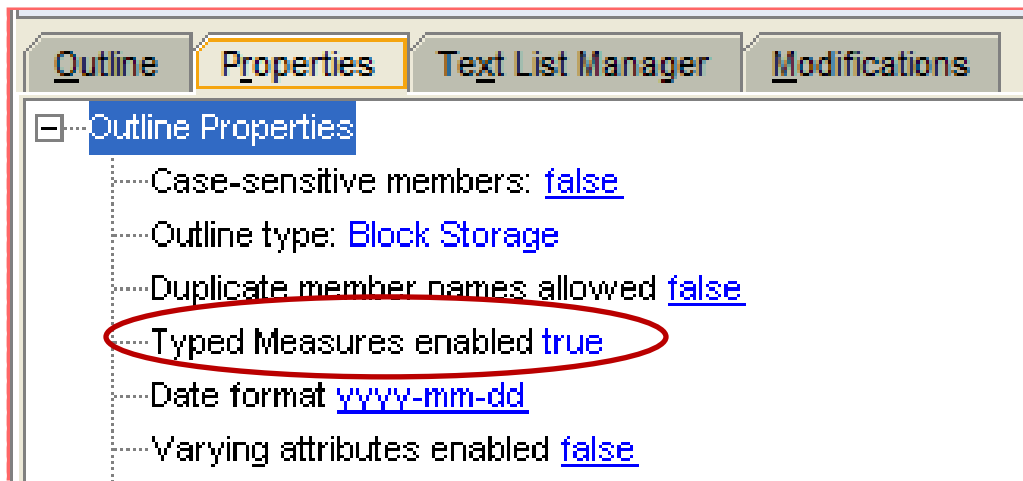 Outline Properties Text List Manager Modifications
Outline Properties
Case-sensitive members: false
Outline type: Block Storage
Duplicate member names allowed false
Typed Measures enabled true
Date format yyyy-mm-dd
Varying attributes enabled false